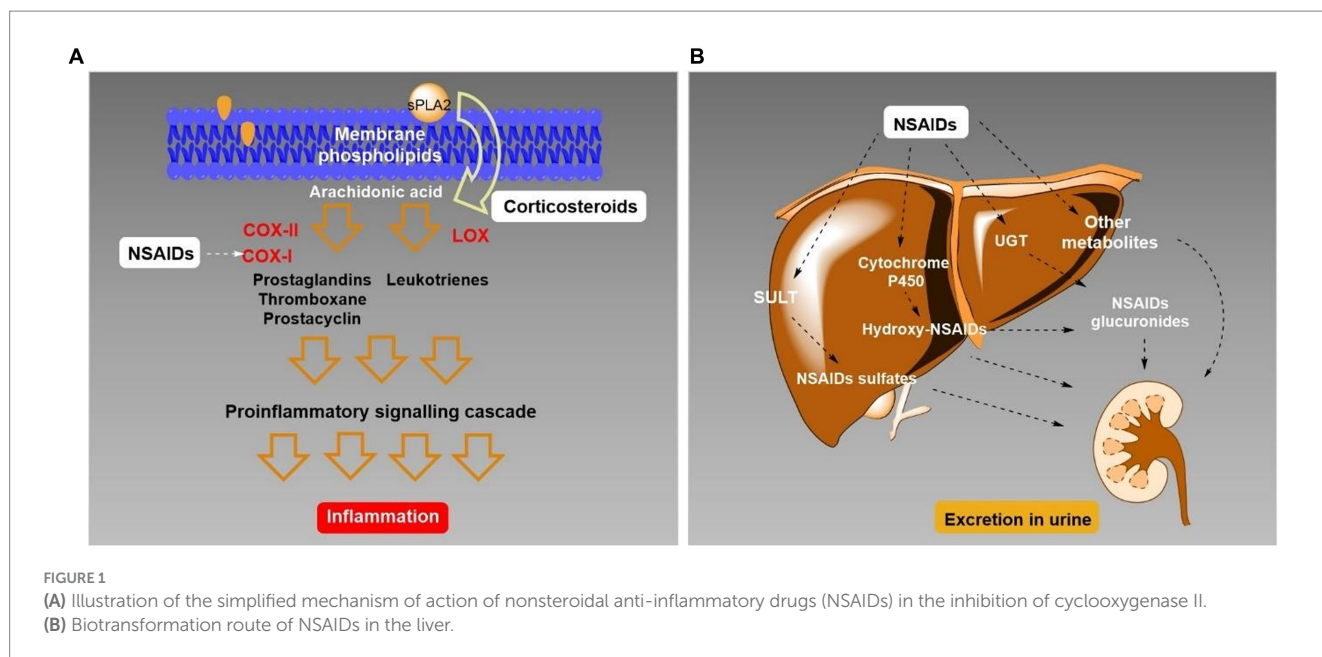 A
sPLA2
Membrane
phospholipids
Arachidonic acid
Corticosteroids
COX-II
LOX
NSAIDs
COX-I
Prostaglandins
Leukotrienes
Thromboxane
Prostacyclin
Proinflammatory signalling cascade
Inflammation
B
NSAIDs
Other
metabolites
UGT
Cytochrome
P450
SULT
NSAIDs
glucuronides
Hydroxy-NSAIDs
NSAIDs sulfates
Excretion in urine
FIGURE 1
(A) Illustration of the simplified mechanism of action of nonsteroidal anti-inflammatory drugs (NSAIDs) in the inhibition of cyclooxygenase II.
(B) Biotransformation route of NSAIDs in the liver.